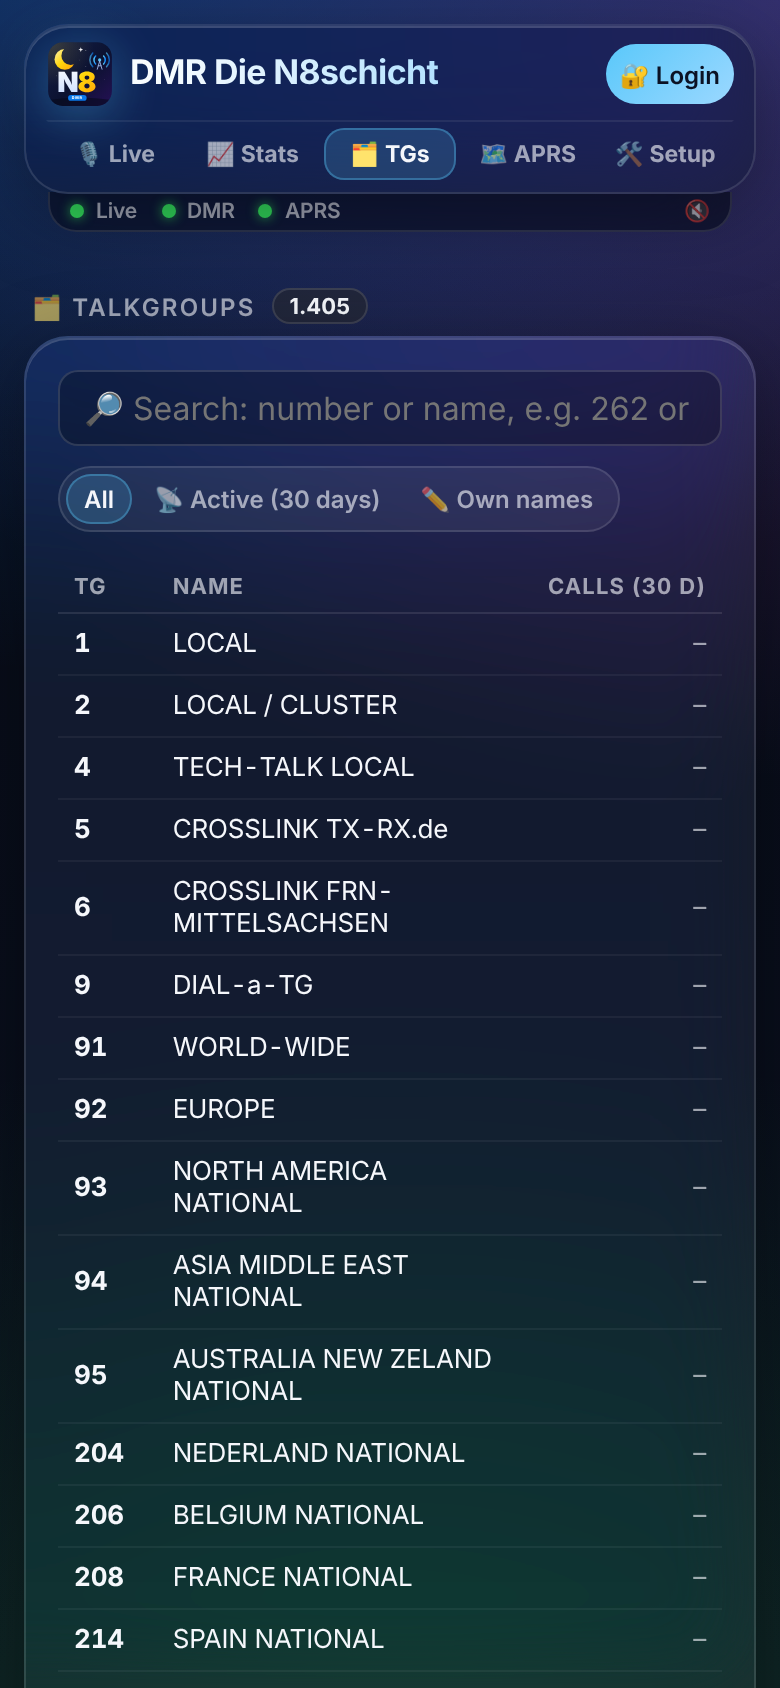 N8
DMR Die N8schicht
Login
Live
Stats
TGs
APRS
Setup
Live
DMR
APRS
TALKGROUPS
1.405
Search: number or name, e.g. 262 or
All
Active (30 days)
Own names
TG NAME CALLS (30 D)
1 LOCAL –
2 LOCAL / CLUSTER –
4 TECH-TALK LOCAL –
5 CROSSLINK TX-RX.de –
6 CROSSLINK FRN-
MITTELSACHSEN –
9 DIAL-a-TG –
91 WORLD-WIDE –
92 EUROPE –
93 NORTH AMERICA
NATIONAL –
94 ASIA MIDDLE EAST
NATIONAL –
95 AUSTRALIA NEW ZELAND
NATIONAL –
204 NEDERLAND NATIONAL –
206 BELGIUM NATIONAL –
208 FRANCE NATIONAL –
214 SPAIN NATIONAL –